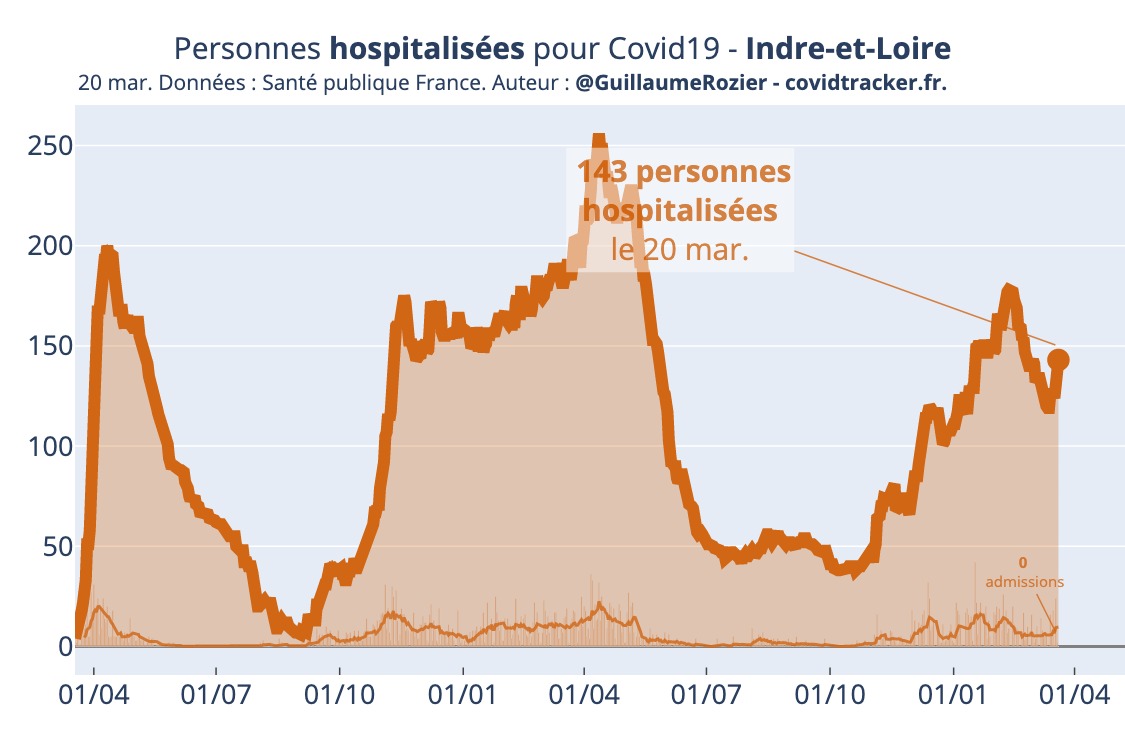 Personnes hospitalisées pour Covid19 - Indre-et-Loire
20 mar. Données : Santé publique France. Auteur : @GuillaumeRozier - covidtracker.fr.
250
143 personnes
hospitalisées
le 20 mar.
200
150
100
50
0
admissions
0
01/04 01/07 01/10 01/01 01/04 01/07 01/10 01/01 01/04